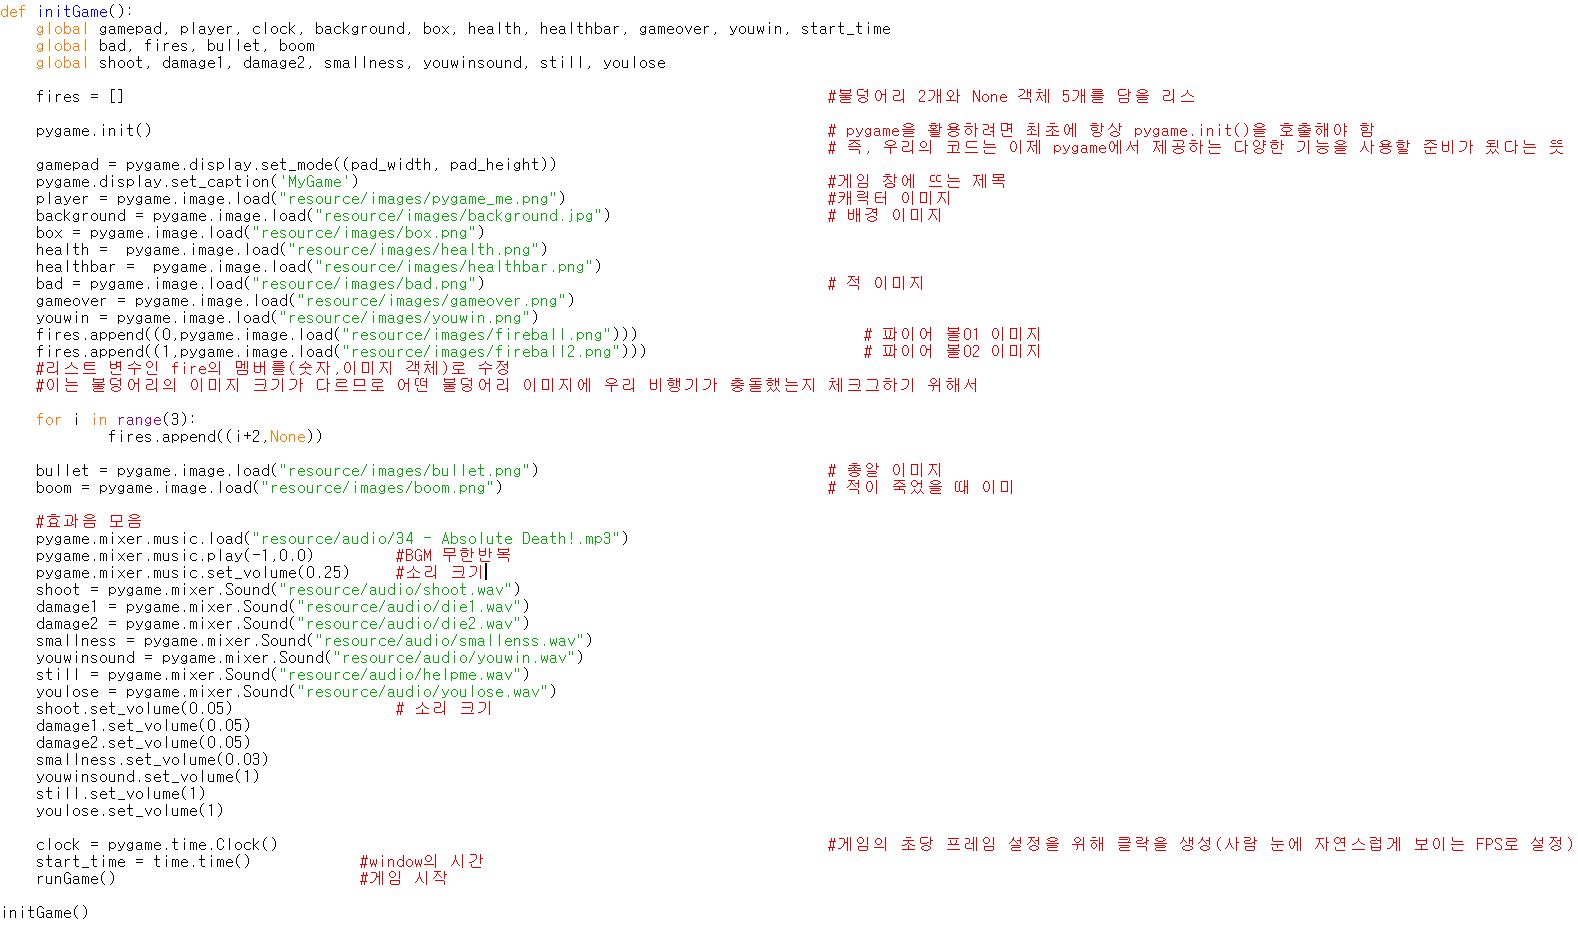 def initGame():
    global gamepad, player, clock, background, box, health, healthbar, gameover, youwin, start_time
    global bad, fires, bullet, boom
    global shoot, damage1, damage2, smallness, youwinsound, still, youlose
    fires = [] #불덩어리 2개와 None 객체 5개를 담을 리스
    pygame.init() # pygame을 활용하려면 최초에 항상 pygame.init()을 호출해야 함
    # 즉, 우리의 코드는 이제 pygame에서 제공하는 다양한 기능을 사용할 준비가 됬다는 뜻
    gamepad = pygame.display.set_mode((pad_width, pad_height))
    pygame.display.set_caption('MyGame') #게임 창에 뜨는 제목
    player = pygame.image.load("resource/images/pygame_me.png") #캐릭터 이미지
    background = pygame.image.load("resource/images/background.jpg") # 배경 이미지
    box = pygame.image.load("resource/images/box.png")
    health =  pygame.image.load("resource/images/health.png")
    healthbar =  pygame.image.load("resource/images/healthbar.png")
    bad = pygame.image.load("resource/images/bad.png") # 적 이미지
    gameover = pygame.image.load("resource/images/gameover.png")
    youwin = pygame.image.load("resource/images/youwin.png")
    fires.append((0,pygame.image.load("resource/images/fireball.png"))) # 파이어 볼01 이미지
    fires.append((1,pygame.image.load("resource/images/fireball2.png"))) # 파이어 볼02 이미지
    #리스트 변수인 fire의 멤버를(숫자,이미지 객체)로 수정
    #이는 불덩어리의 이미지 크기가 다르므로 어떤 불덩어리 이미지에 우리 비행기가 충돌했는지 체크그하기 위해서
    for i in range(3):
            fires.append((i+2,None))
    bullet = pygame.image.load("resource/images/bullet.png") # 총알 이미지
    boom = pygame.image.load("resource/images/boom.png") # 적이 죽었을 때 이미
    #효과음 모음
    pygame.mixer.music.load("resource/audio/34 - Absolute Death!.mp3")
    pygame.mixer.music.play(-1,0.0) #BGM 무한반복
    pygame.mixer.music.set_volume(0.25) #소리 크기
    shoot = pygame.mixer.Sound("resource/audio/shoot.wav")
    damage1 = pygame.mixer.Sound("resource/audio/die1.wav")
    damage2 = pygame.mixer.Sound("resource/audio/die2.wav")
    smallness = pygame.mixer.Sound("resource/audio/smallenss.wav")
    youwinsound = pygame.mixer.Sound("resource/audio/youwin.wav")
    still = pygame.mixer.Sound("resource/audio/helpme.wav")
    youlose = pygame.mixer.Sound("resource/audio/youlose.wav")
    shoot.set_volume(0.05) # 소리 크기
    damage1.set_volume(0.05)
    damage2.set_volume(0.05)
    smallness.set_volume(0.03)
    youwinsound.set_volume(1)
    still.set_volume(1)
    youlose.set_volume(1)
    clock = pygame.time.Clock() #게임의 초당 프레임 설정을 위해 클락을 생성(사람 눈에 자연스럽게 보이는 FPS로 설정)
    start_time = time.time() #window의 시간
    runGame() #게임 시작
initGame()